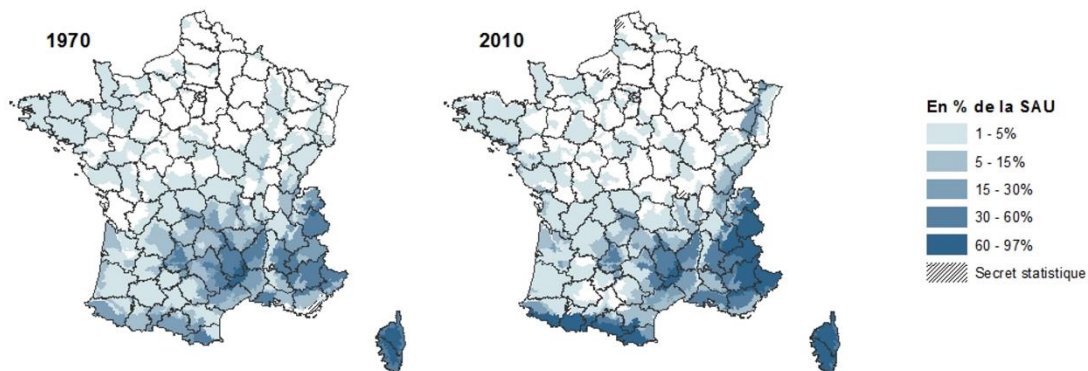 1970
2010
En % de la SAU
1 - 5%
5 - 15%
15 - 30%
30 - 60%
60 - 97%
Secret statistique